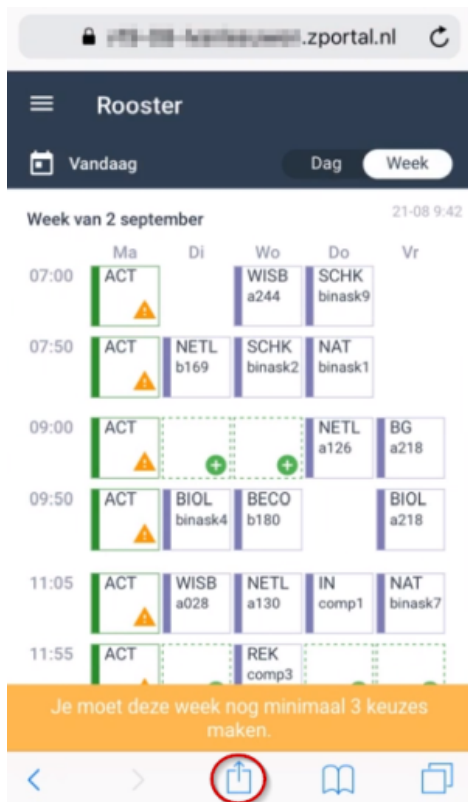 .zportal.nl
Rooster
Vandaag Dag Week
Week van 2 september 21-08 9:42
Ma Di Wo Do Vr
07:00 ACT WISB SCHK
a244 binask9
07:50 ACT NETL SCHK NAT
b169 binask2 binask1
09:00 ACT NETL BG
a126 a218
09:50 ACT BIOL BECO BIOL
binask4 b180 a218
11:05 ACT WISB NETL IN NAT
a028 a130 comp1 binask7
11:55 ACT REK
comp3
Je moet deze week nog minimaal 3 keuzes
maken.